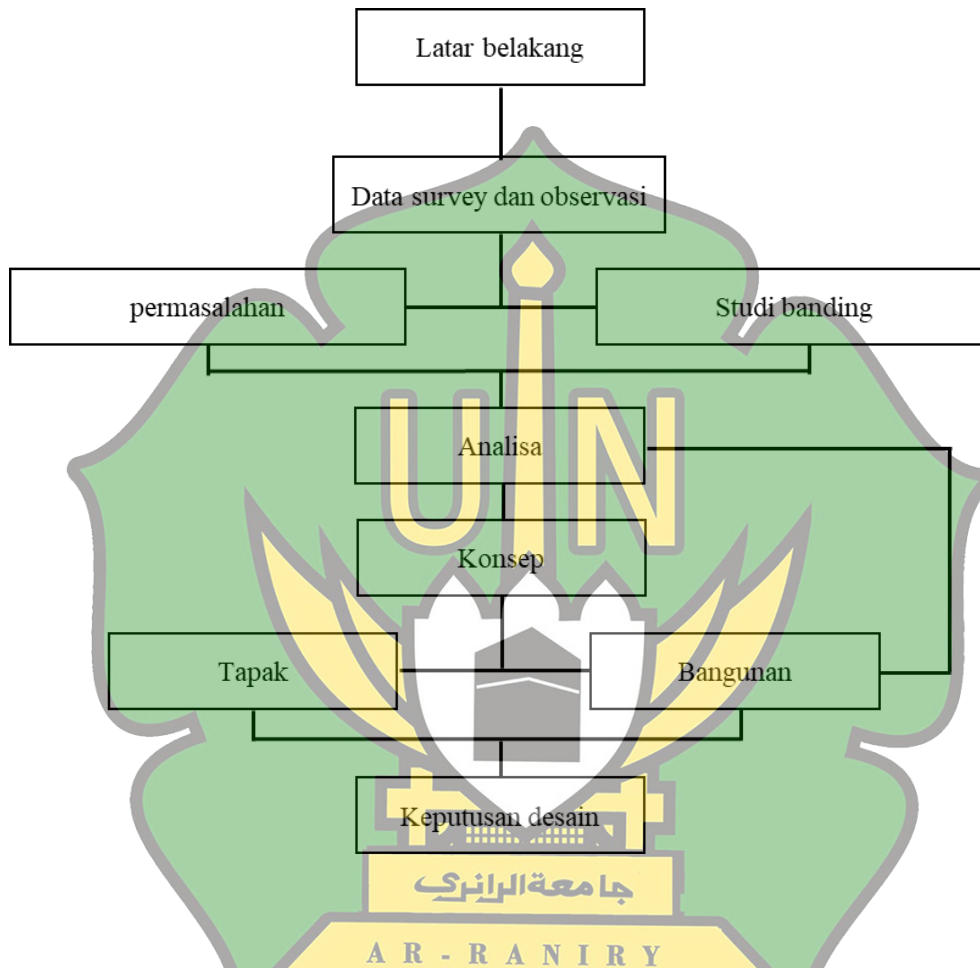 Latar belakang
Data survey dan observasi
permasalahan
Studi banding
UIN
Analisa
Konsep
Tapak
Bangunan
Keputusan desain
جامعة الرانري
AR-RANIRY